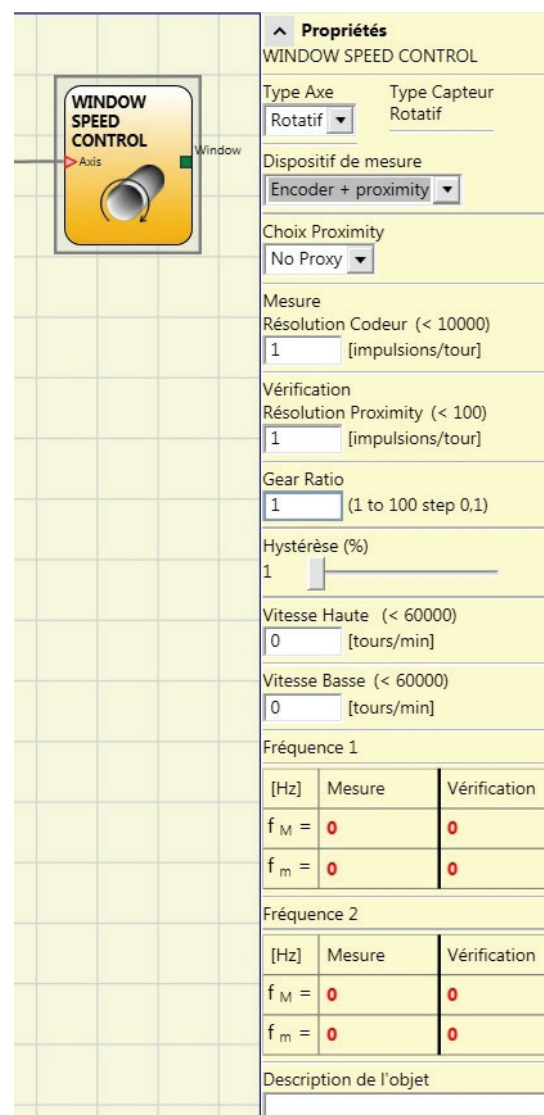 WINDOW
SPEED
CONTROL
Axis
Window
Propriétés
WINDOW SPEED CONTROL
Type Axe Type Capteur
Rotatif Rotatif
Dispositif de mesure
Encoder + proximity
Choix Proximity
No Proxy
Mesure
Résolution Codeur (< 10000)
1 [impulsions/tour]
Vérification
Résolution Proximity (< 100)
1 [impulsions/tour]
Gear Ratio
1 (1 to 100 step 0,1)
Hystérèse (%)
1
Vitesse Haute (< 60000)
0 [tours/min]
Vitesse Basse (< 60000)
0 [tours/min]
Fréquence 1
[Hz] Mesure Vérification
f M = 0 0
f m = 0 0
Fréquence 2
[Hz] Mesure Vérification
f M = 0 0
f m = 0 0
Description de l'objet